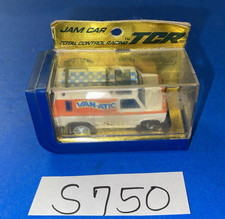 JAM CAR
TOTAL CONTROL RACING TCR
VAN-ATIC
S750